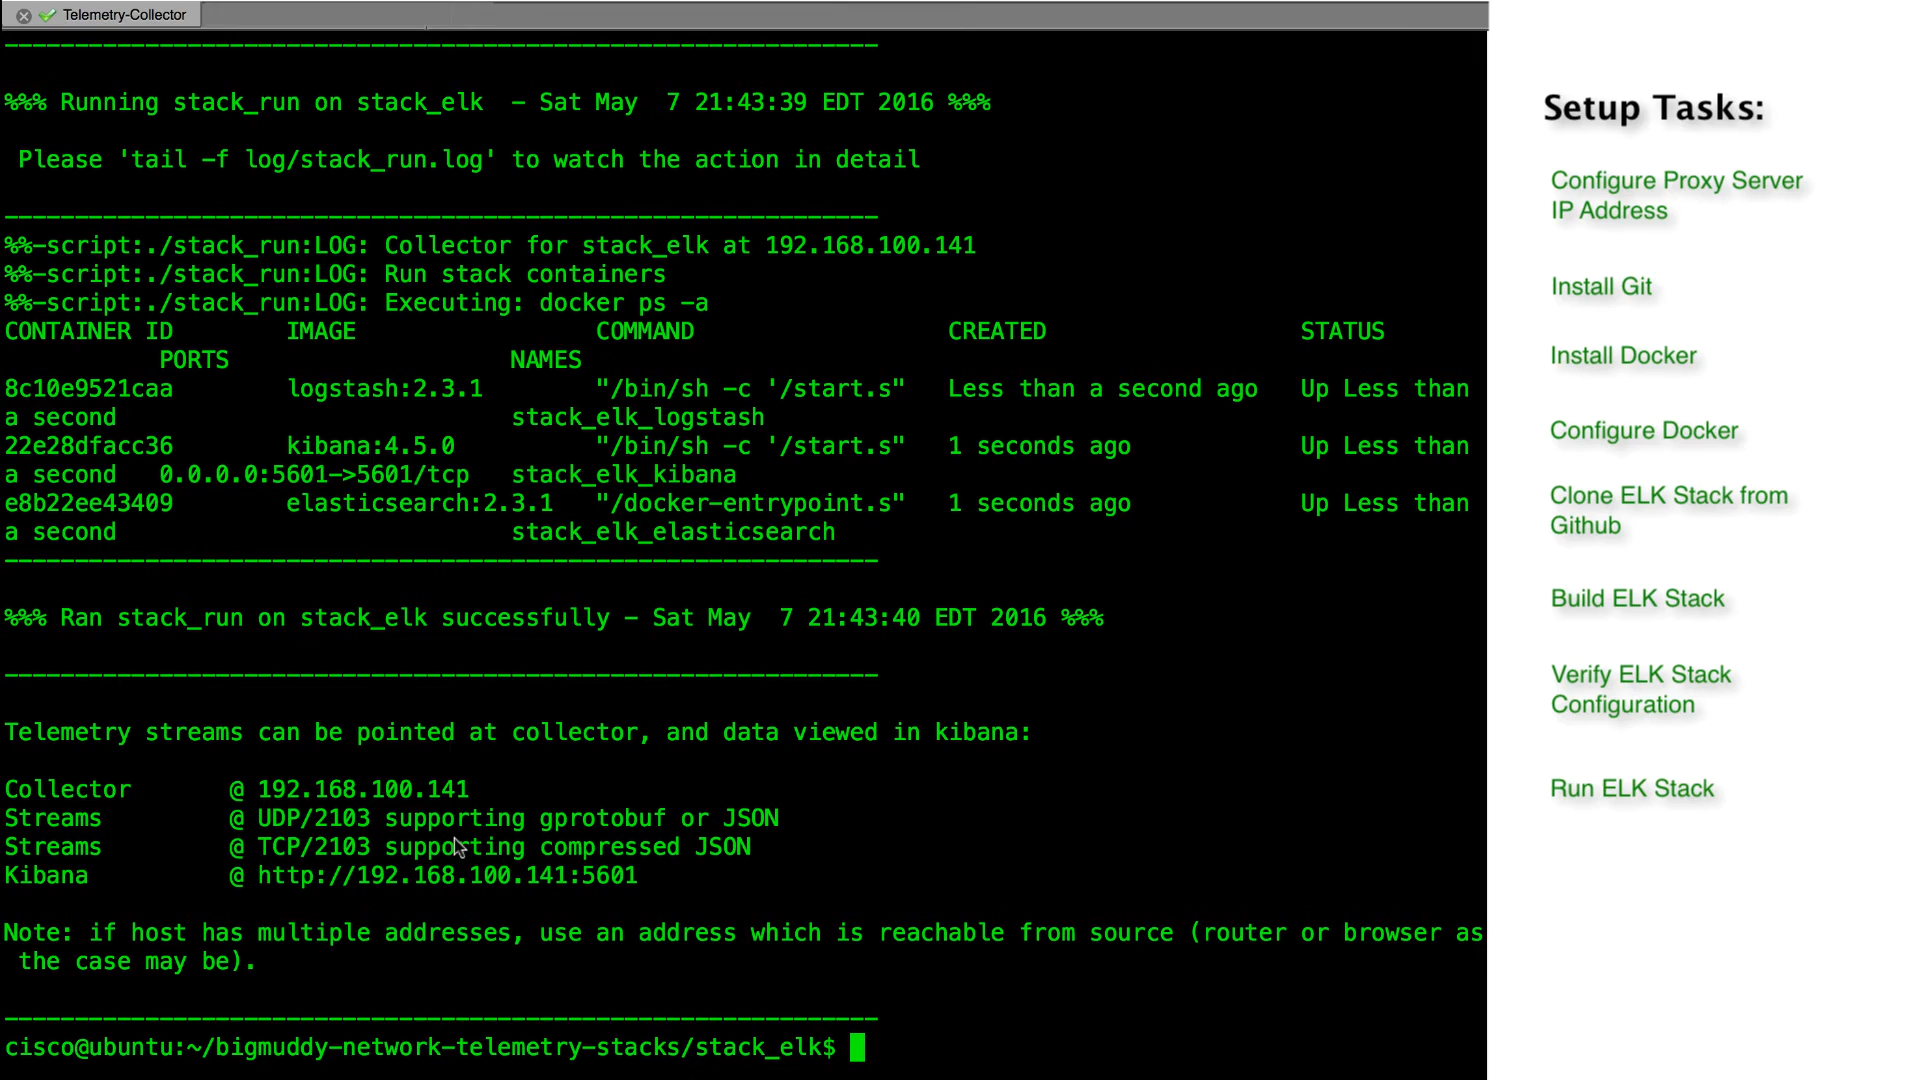 Telemetry-Collector
%%% Running stack_run on stack_elk  - Sat May  7 21:43:39 EDT 2016 %%%
Please 'tail -f log/stack_run.log' to watch the action in detail
%%-script:./stack_run:LOG: Collector for stack_elk at 192.168.100.141
%%-script:./stack_run:LOG: Run stack containers
%%-script:./stack_run:LOG: Executing: docker ps -a
CONTAINER ID        IMAGE                 COMMAND                  CREATED                  STATUS
PORTS                    NAMES
8c10e9521caa        logstash:2.3.1        "/bin/sh -c '/start.s"   Less than a second ago   Up Less than
a second                            stack_elk_logstash
22e28dfacc36        kibana:4.5.0          "/bin/sh -c '/start.s"   1 seconds ago            Up Less than
a second   0.0.0.0:5601->5601/tcp   stack_elk_kibana
e8b22ee43409        elasticsearch:2.3.1   "/docker-entrypoint.s"   1 seconds ago            Up Less than
a second                            stack_elk_elasticsearch
%%% Ran stack_run on stack_elk successfully - Sat May  7 21:43:40 EDT 2016 %%%
Telemetry streams can be pointed at collector, and data viewed in kibana:
Collector       @ 192.168.100.141
Streams         @ UDP/2103 supporting gprotobuf or JSON
Streams         @ TCP/2103 supporting compressed JSON
Kibana          @ http://192.168.100.141:5601
Note: if host has multiple addresses, use an address which is reachable from source (router or browser as
the case may be).
cisco@ubuntu:~/bigmuddy-network-telemetry-stacks/stack_elk$
Setup Tasks:
Configure Proxy Server
IP Address
Install Git
Install Docker
Configure Docker
Clone ELK Stack from
Github
Build ELK Stack
Verify ELK Stack
Configuration
Run ELK Stack